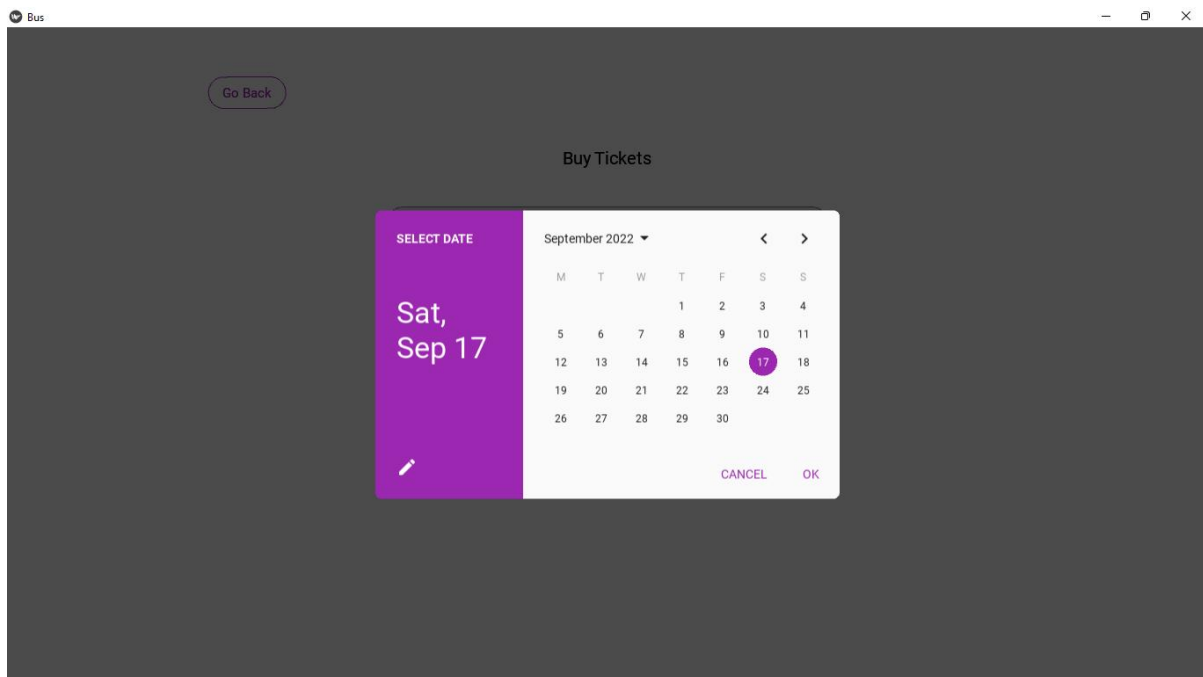 Bus
Go Back
Buy Tickets
SELECT DATE
Sat,
Sep 17
September 2022
M T W T F S S
1 2 3 4
5 6 7 8 9 10 11
12 13 14 15 16 17 18
19 20 21 22 23 24 25
26 27 28 29 30
CANCEL OK